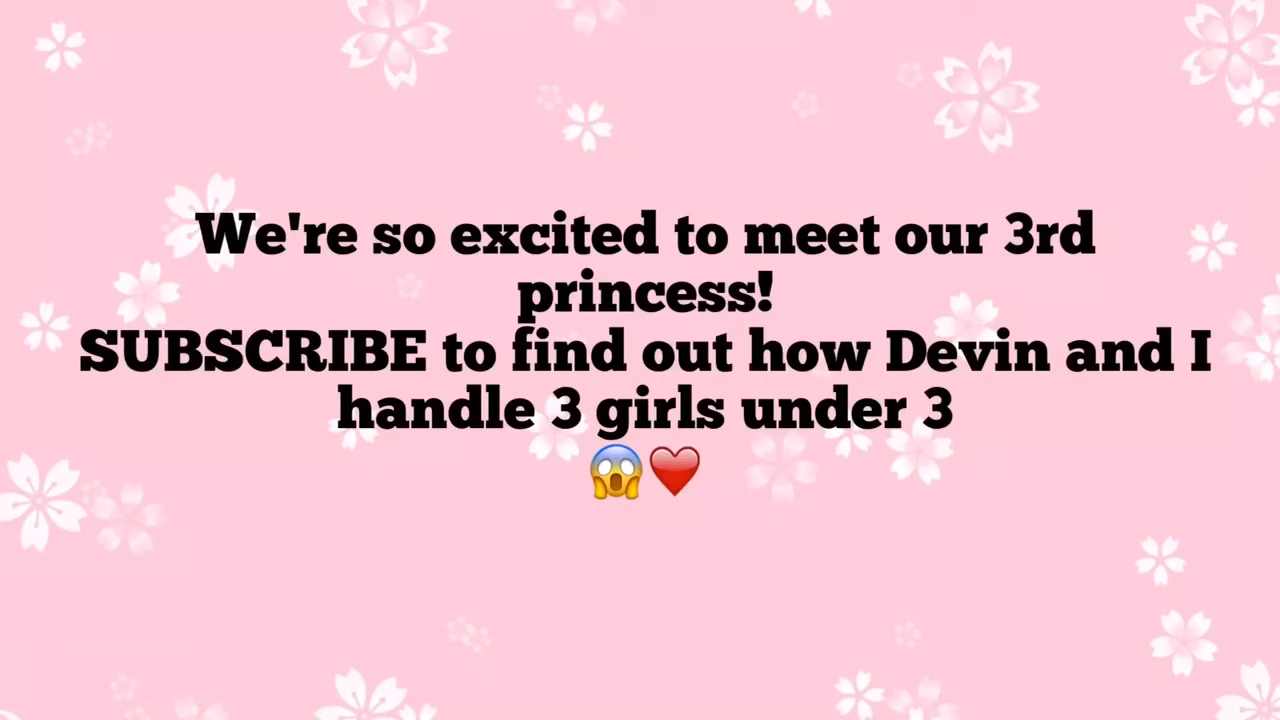 We're so excited to meet our 3rd
princess!
SUBSCRIBE to find out how Devin and I
handle 3 girls under 3
😱❤️